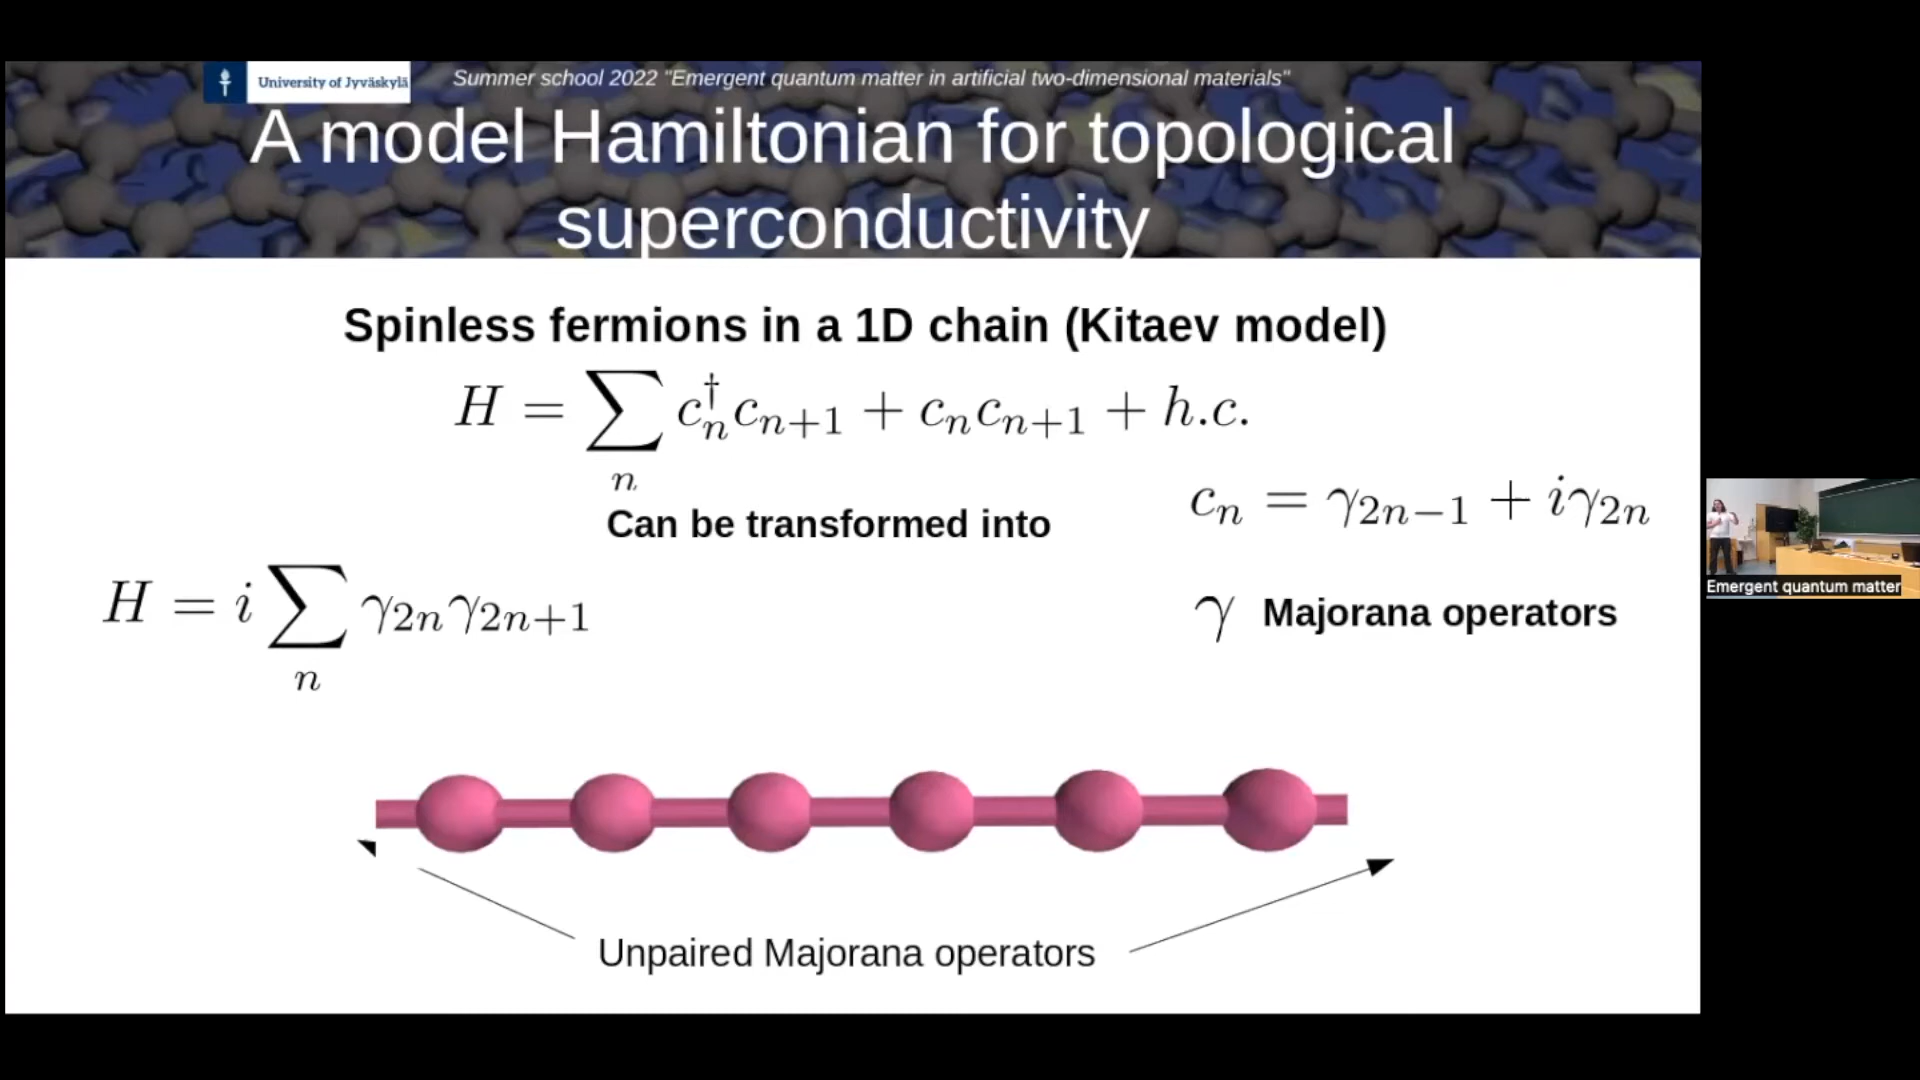 University of Jyväskylä
Summer school 2022 "Emergent quantum matter in artificial two-dimensional materials"
A model Hamiltonian for topological
superconductivity
Spinless fermions in a 1D chain (Kitaev model)
H = ∑_n c_n^† c_{n+1} + c_n c_{n+1} + h.c.
c_n = γ_{2n−1} + iγ_{2n}
Can be transformed into
H = i ∑_n γ_{2n} γ_{2n+1}
γ Majorana operators
Emergent quantum matter
Unpaired Majorana operators